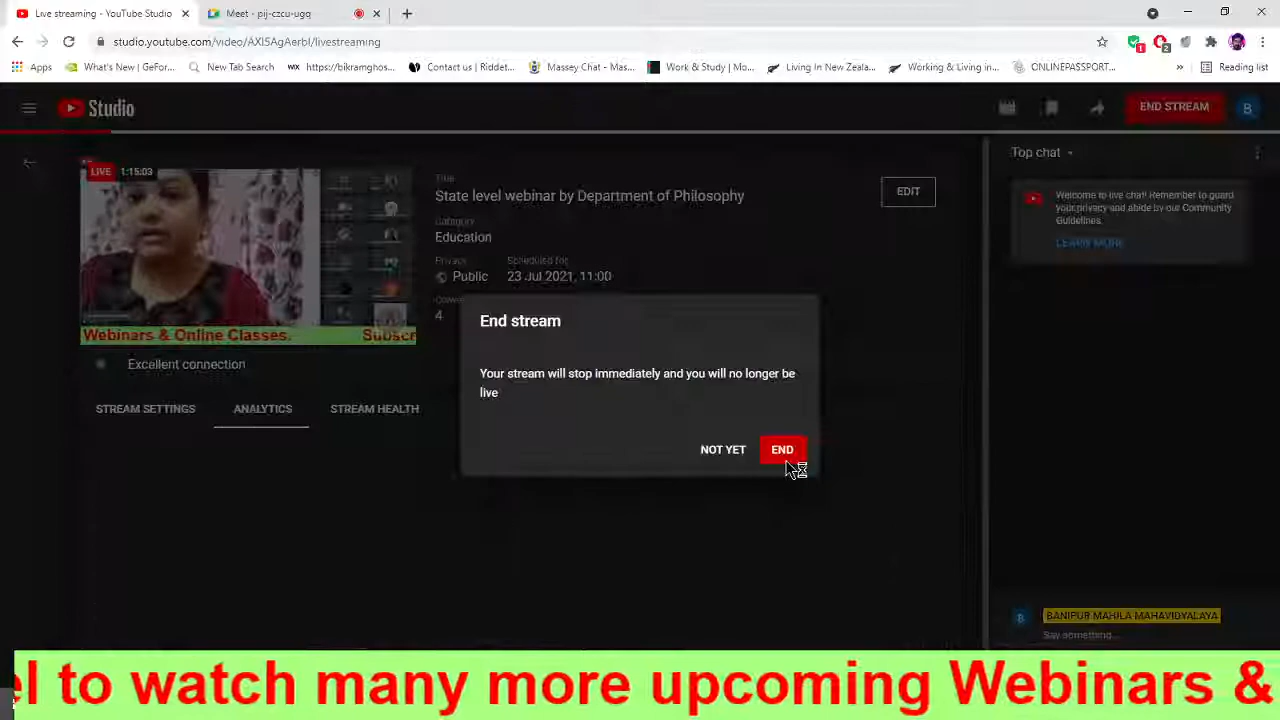 Live streaming - YouTube Studio
Meet - pij-czcu-ugq
studio.youtube.com/video/AXI5AgAerbI/livestreaming
Apps
What's New (GeFor...
New Tab Search
https://bikramghos...
Contact (Riddet...
Massey Chat - Mas...
Work & Study | Mo...
Living In New Zeala...
Working & Living in...
ONLINEPASSPORT...
»
Reading list
Studio
END STREAM
B
LIVE 1:15:03
Webinars & Online Classes. Subsc
Title
State level webinar by Department of Philosophy
EDIT
Category
Education
Privacy
Public
Scheduled for
23 Jul 2021, 11:00
4
Excellent connection
STREAM SETTINGS
ANALYTICS
STREAM HEALTH
End stream
Your stream will stop immediately and you will no longer be
live
NOT YET
END
Top chat
Welcome to live chat! Remember to guard
your privacy and abide by our Community
Guidelines.
LEARN MORE
B
BANIPUR MAHILA MAHAVIDYALAYA
Say something...
el to watch many more upcoming Webinars &